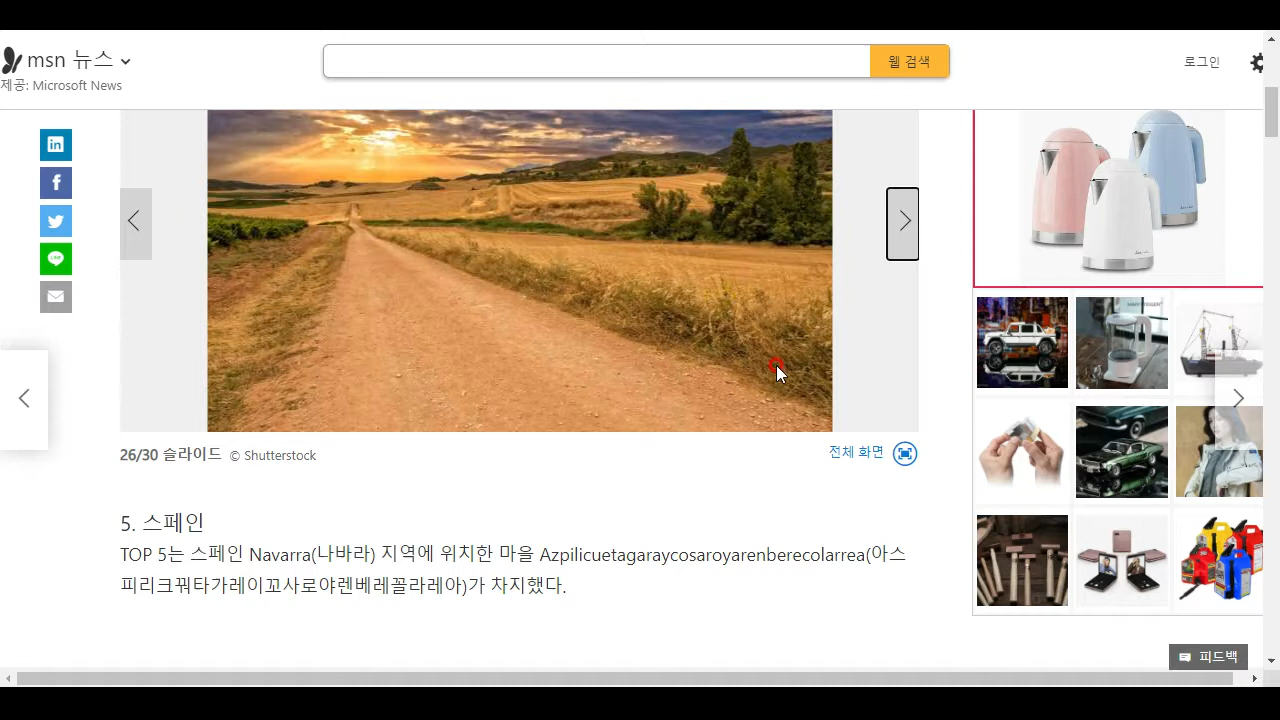 msn 뉴스
제공: Microsoft News
웹 검색
로그인
26/30 슬라이드 © Shutterstock
전체 화면
5. 스페인
TOP 5는 스페인 Navarra(나바라) 지역에 위치한 마을 Azpilicuetagaraycosaroyarenberecolarrea(아스
피리크꿔타가레이꼬사로야렌베레꼴라레아)가 차지했다.
피드백